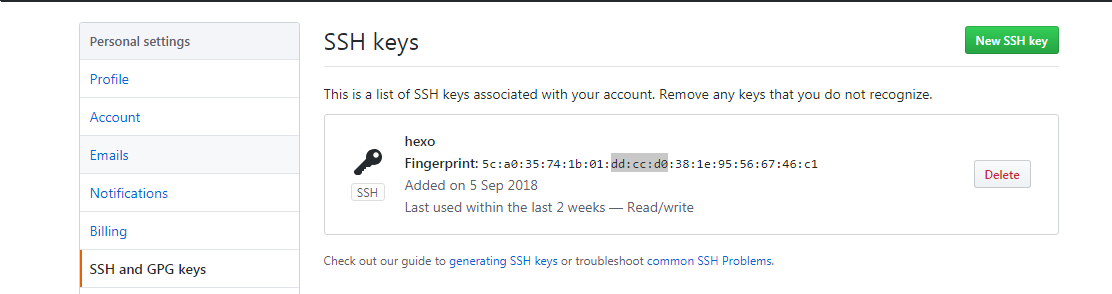 Personal settings
Profile
Account
Emails
Notifications
Billing
SSH and GPG keys
SSH keys
New SSH key
This is a list of SSH keys associated with your account. Remove any keys that you do not recognize.
hexo
Fingerprint: 5c:a0:35:74:1b:01:dd:cc:d0:38:1e:95:56:67:46:c1
SSH
Added on 5 Sep 2018
Last used within the last 2 weeks — Read/write
Delete
Check out our guide to generating SSH keys or troubleshoot common SSH Problems.